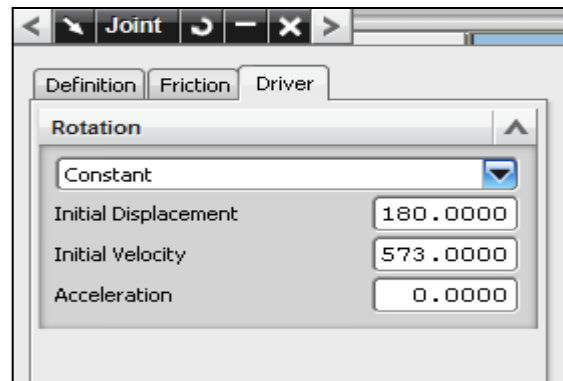 Joint
Definition Friction Driver
Rotation
Constant
Initial Displacement 180.0000
Initial Velocity 573.0000
Acceleration 0.0000